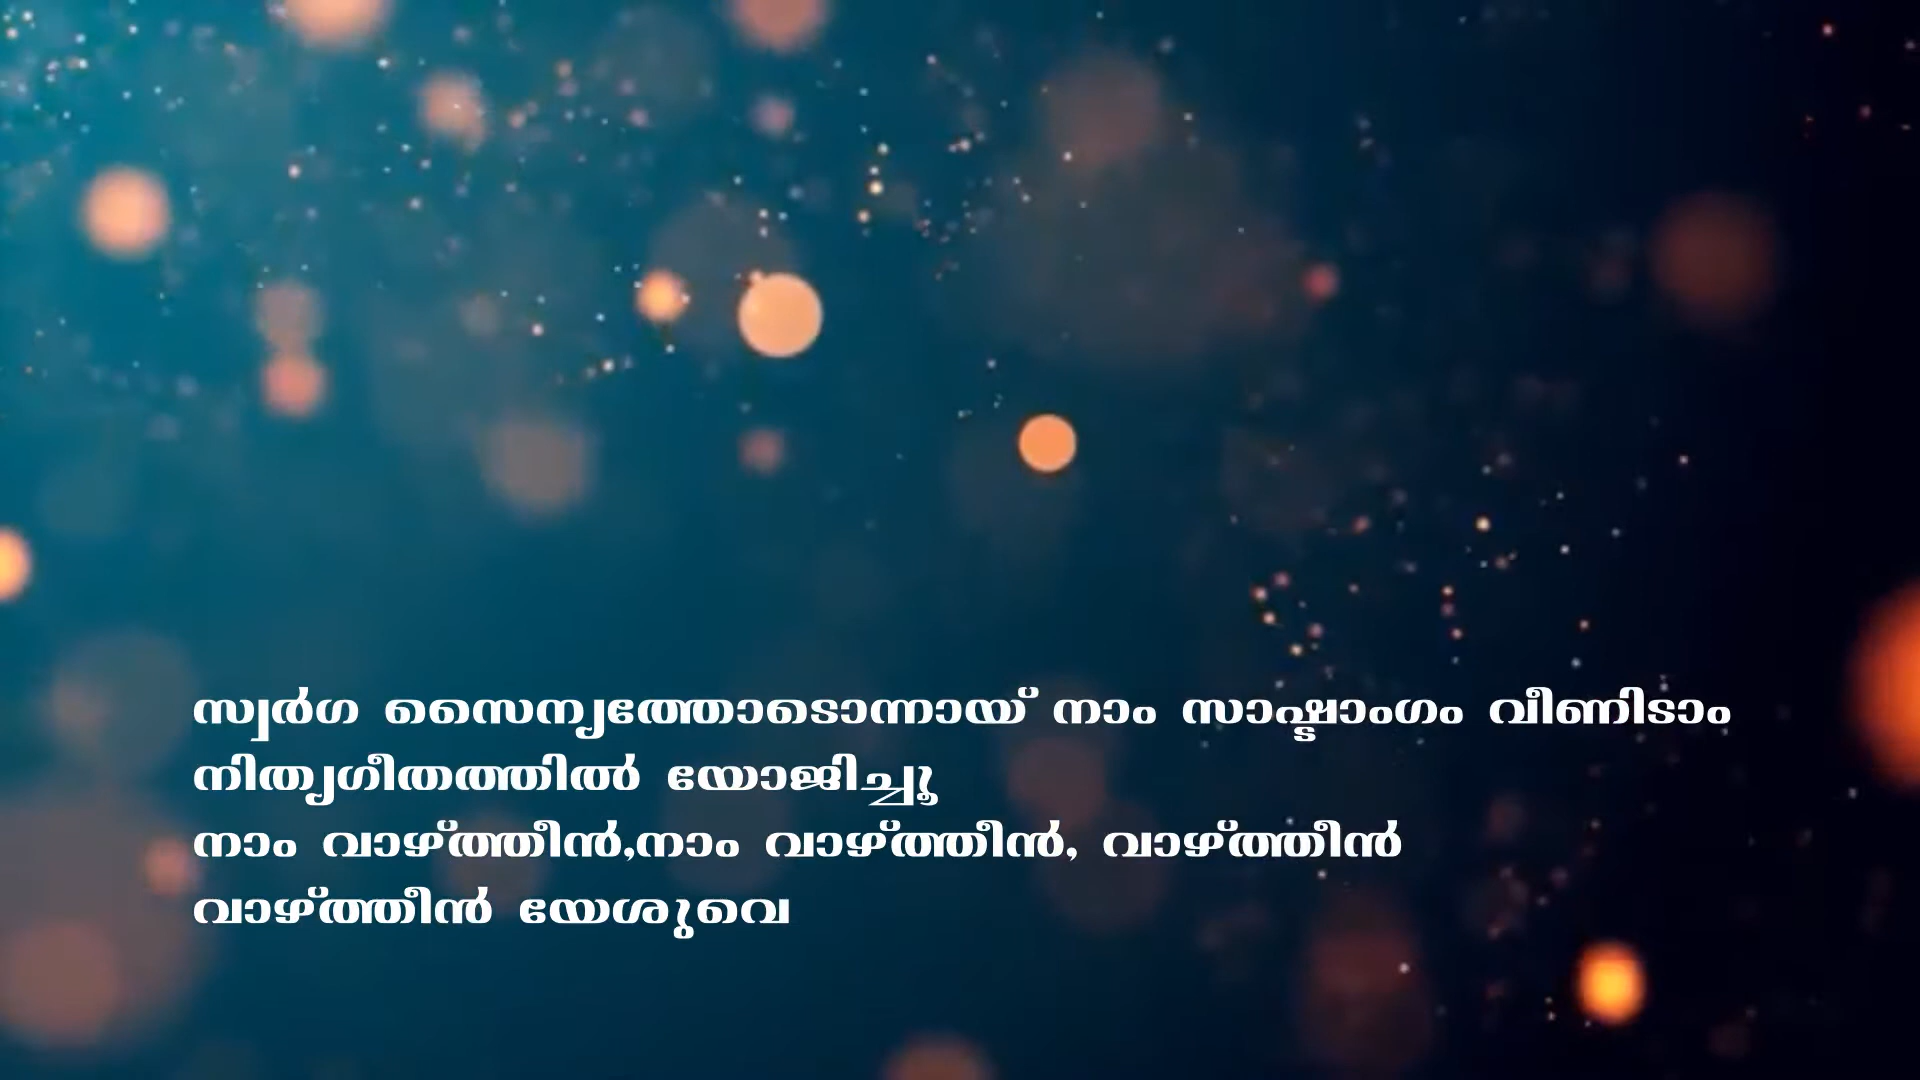 സ്വർഗ സൈന്യത്തോടൊന്നായ് നാം സാഷ്ടാംഗം വീണിടാം
നിത്യഗീതത്തിൽ യോജിച്ചൂ
നാം വാഴ്ത്തീൻ,നാം വാഴ്ത്തീൻ, വാഴ്ത്തീൻ
വാഴ്ത്തീൻ യേശുവെ